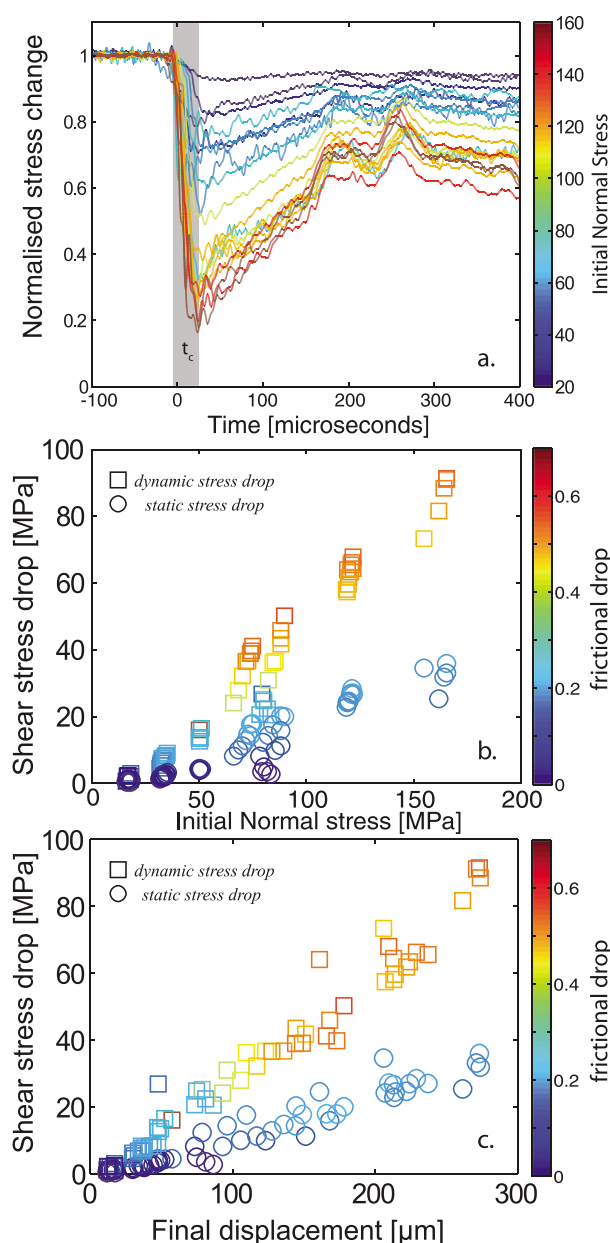 1
0.8
0.6
0.4
0.2
0
Normalised stress change
t_c
a.
-100 0 100 200 300 400
Time [microseconds]
160
140
120
100
80
60
40
20
Initial Normal Stress
100
80
60
40
20
0
Shear stress drop [MPa]
dynamic stress drop
static stress drop
b.
0 50 100 150 200
Initial Normal stress [MPa]
0.6
0.4
0.2
0
frictional drop
100
80
60
40
20
0
Shear stress drop [MPa]
dynamic stress drop
static stress drop
c.
0 100 200 300
Final displacement [µm]
0.6
0.4
0.2
0
frictional drop